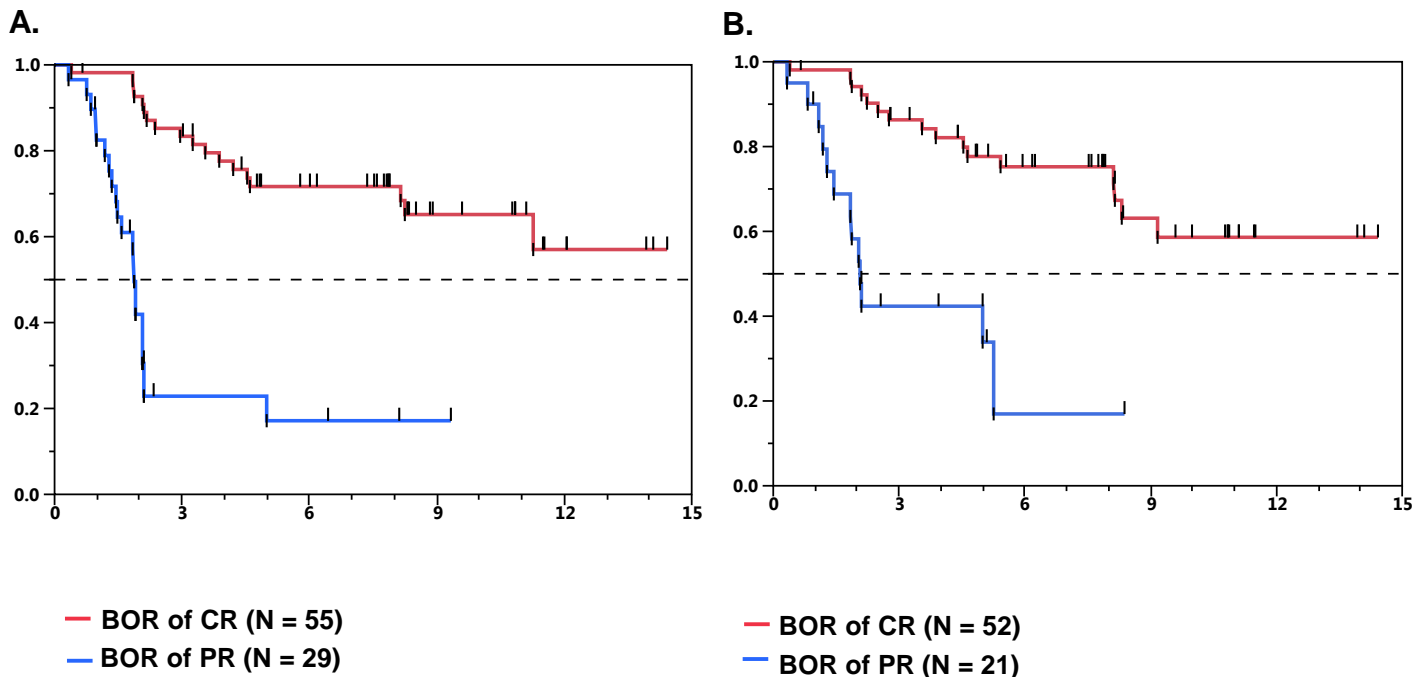 A.
1.0
0.8
0.6
0.4
0.2
0.0
0 3 6 9 12 15
BOR of CR (N = 55)
BOR of PR (N = 29)
B.
1.0
0.8
0.6
0.4
0.2
0.0
0 3 6 9 12 15
BOR of CR (N = 52)
BOR of PR (N = 21)